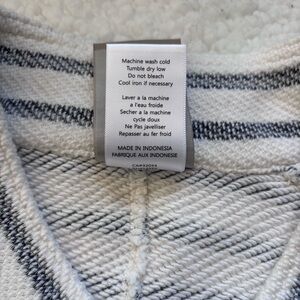 Machine wash cold
Tumble dry low
Do not bleach
Cool iron if necessary
Laver a la machine
a l'eau froide
Secher a la machine
cycle doux
Ne Pas javelliser
Repasser au fer froid
MADE IN INDONESIA
FABRIQUE AUX INDONESIE